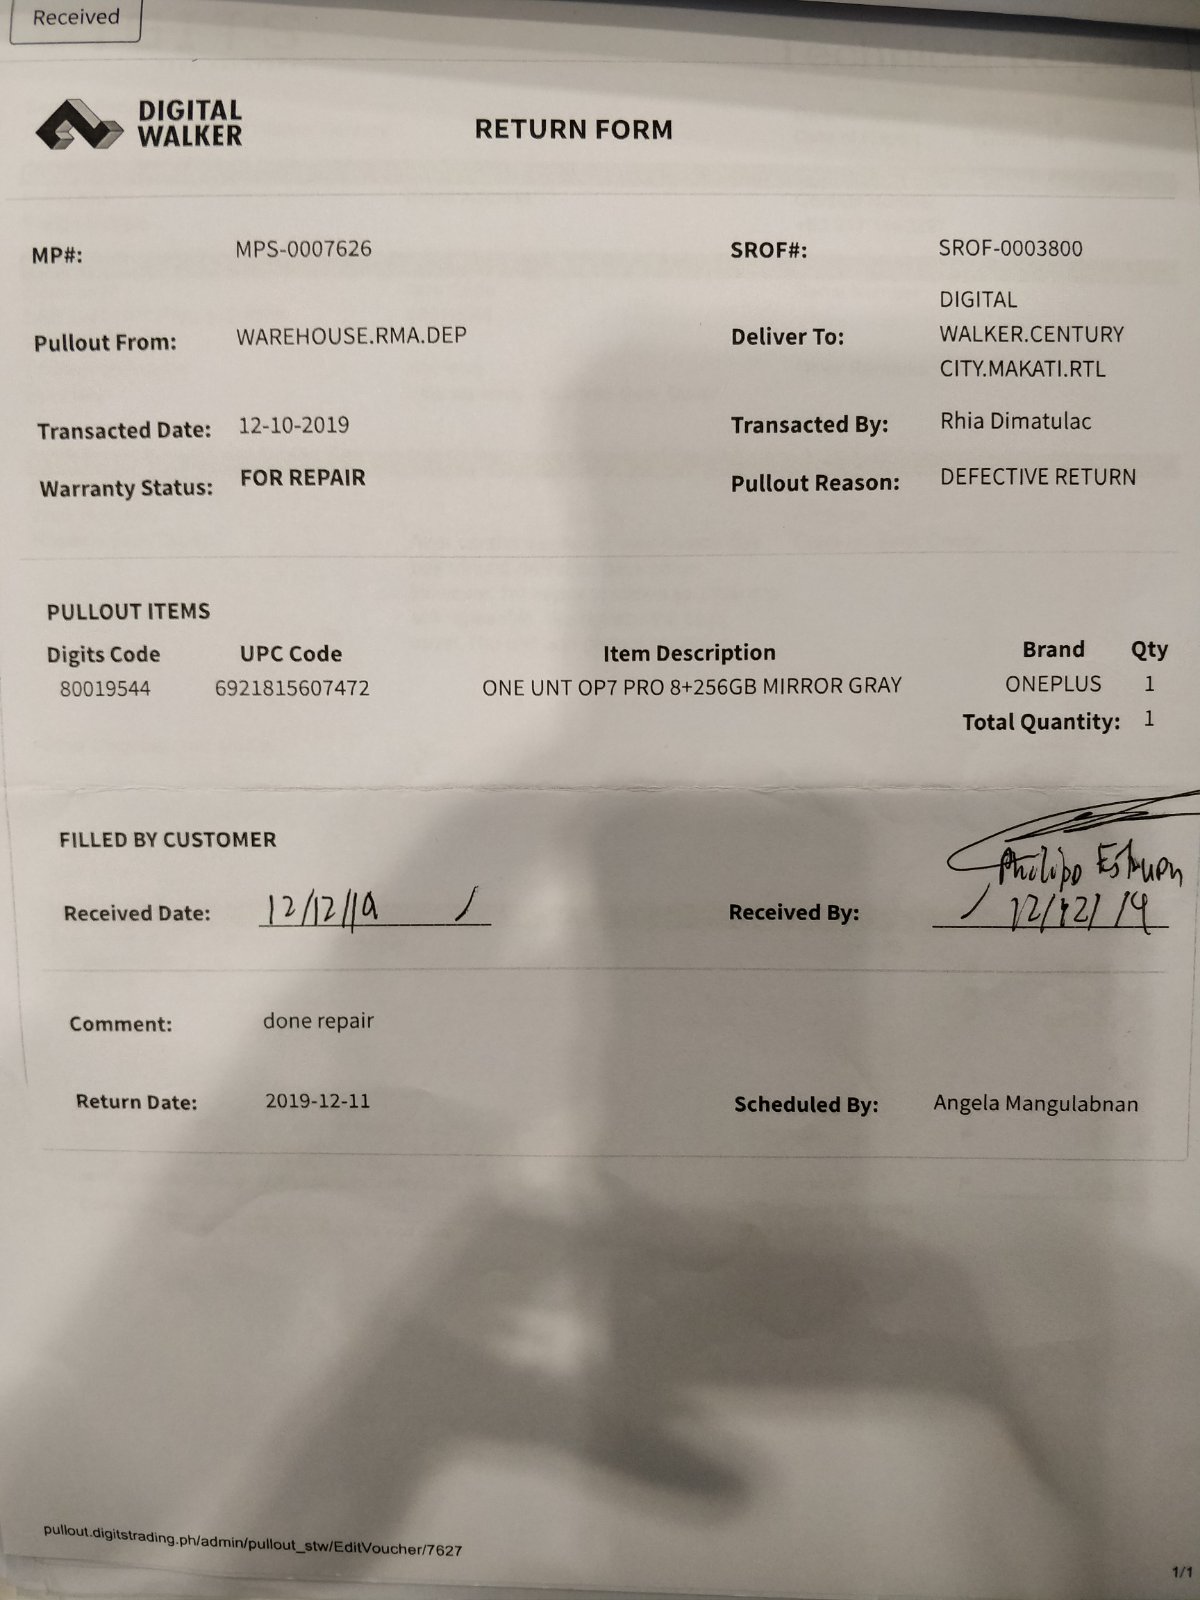 Received
DIGITAL
WALKER
RETURN FORM
MP#: MPS-0007626 SROF#: SROF-0003800
Pullout From: WAREHOUSE.RMA.DEP Deliver To: DIGITAL
WALKER.CENTURY
CITY.MAKATI.RTL
Transacted Date: 12-10-2019 Transacted By: Rhia Dimatulac
Warranty Status: FOR REPAIR Pullout Reason: DEFECTIVE RETURN
PULLOUT ITEMS
Digits Code UPC Code Item Description Brand Qty
80019544 6921815607472 ONE UNT OP7 PRO 8+256GB MIRROR GRAY ONEPLUS 1
Total Quantity: 1
FILLED BY CUSTOMER
Philipp
Received Date: 12/12/19 Received By: 12/12/19
Comment: done repair
Return Date: 2019-12-11 Scheduled By: Angela Mangulabnan
pullout.digitstrading.ph/admin/pullout_stw/EditVoucher/7627
1/1